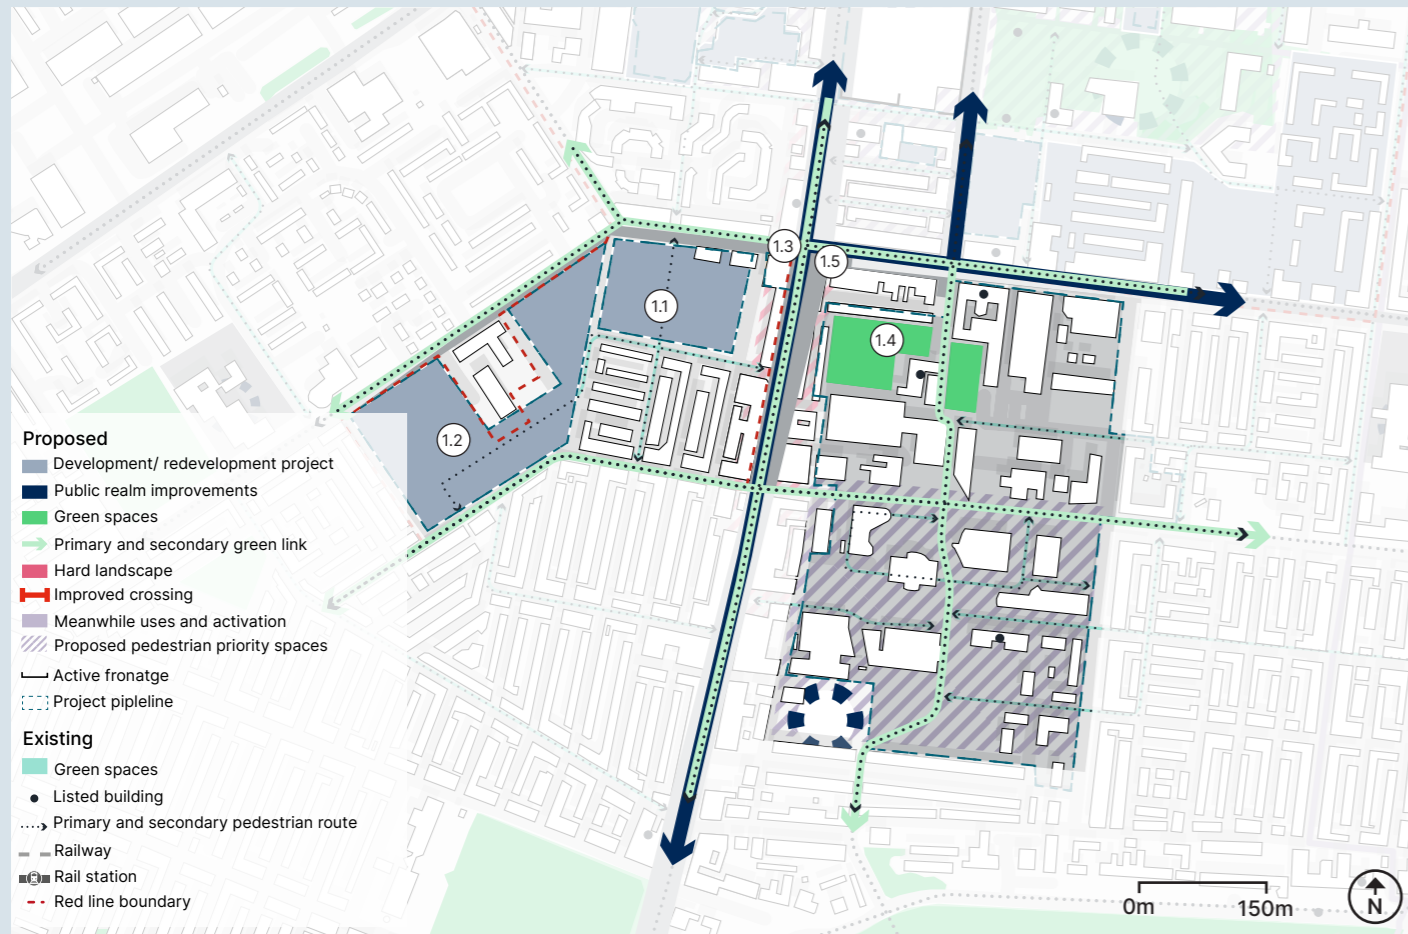 1.3
1.5
1.1
1.4
1.2
Proposed
Development/ redevelopment project
Public realm improvements
Green spaces
Primary and secondary green link
Hard landscape
Improved crossing
Meanwhile uses and activation
Proposed pedestrian priority spaces
Active fronatge
Project pipleline
Existing
Green spaces
Listed building
Primary and secondary pedestrian route
Railway
Rail station
Red line boundary
0m 150m
N